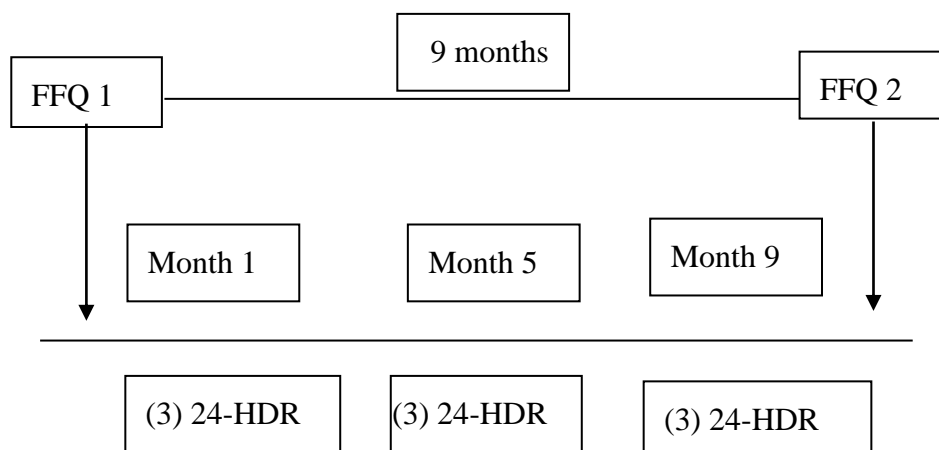 9 months
FFQ 1
FFQ 2
Month 1
Month 5
Month 9
(3) 24-HDR
(3) 24-HDR
(3) 24-HDR